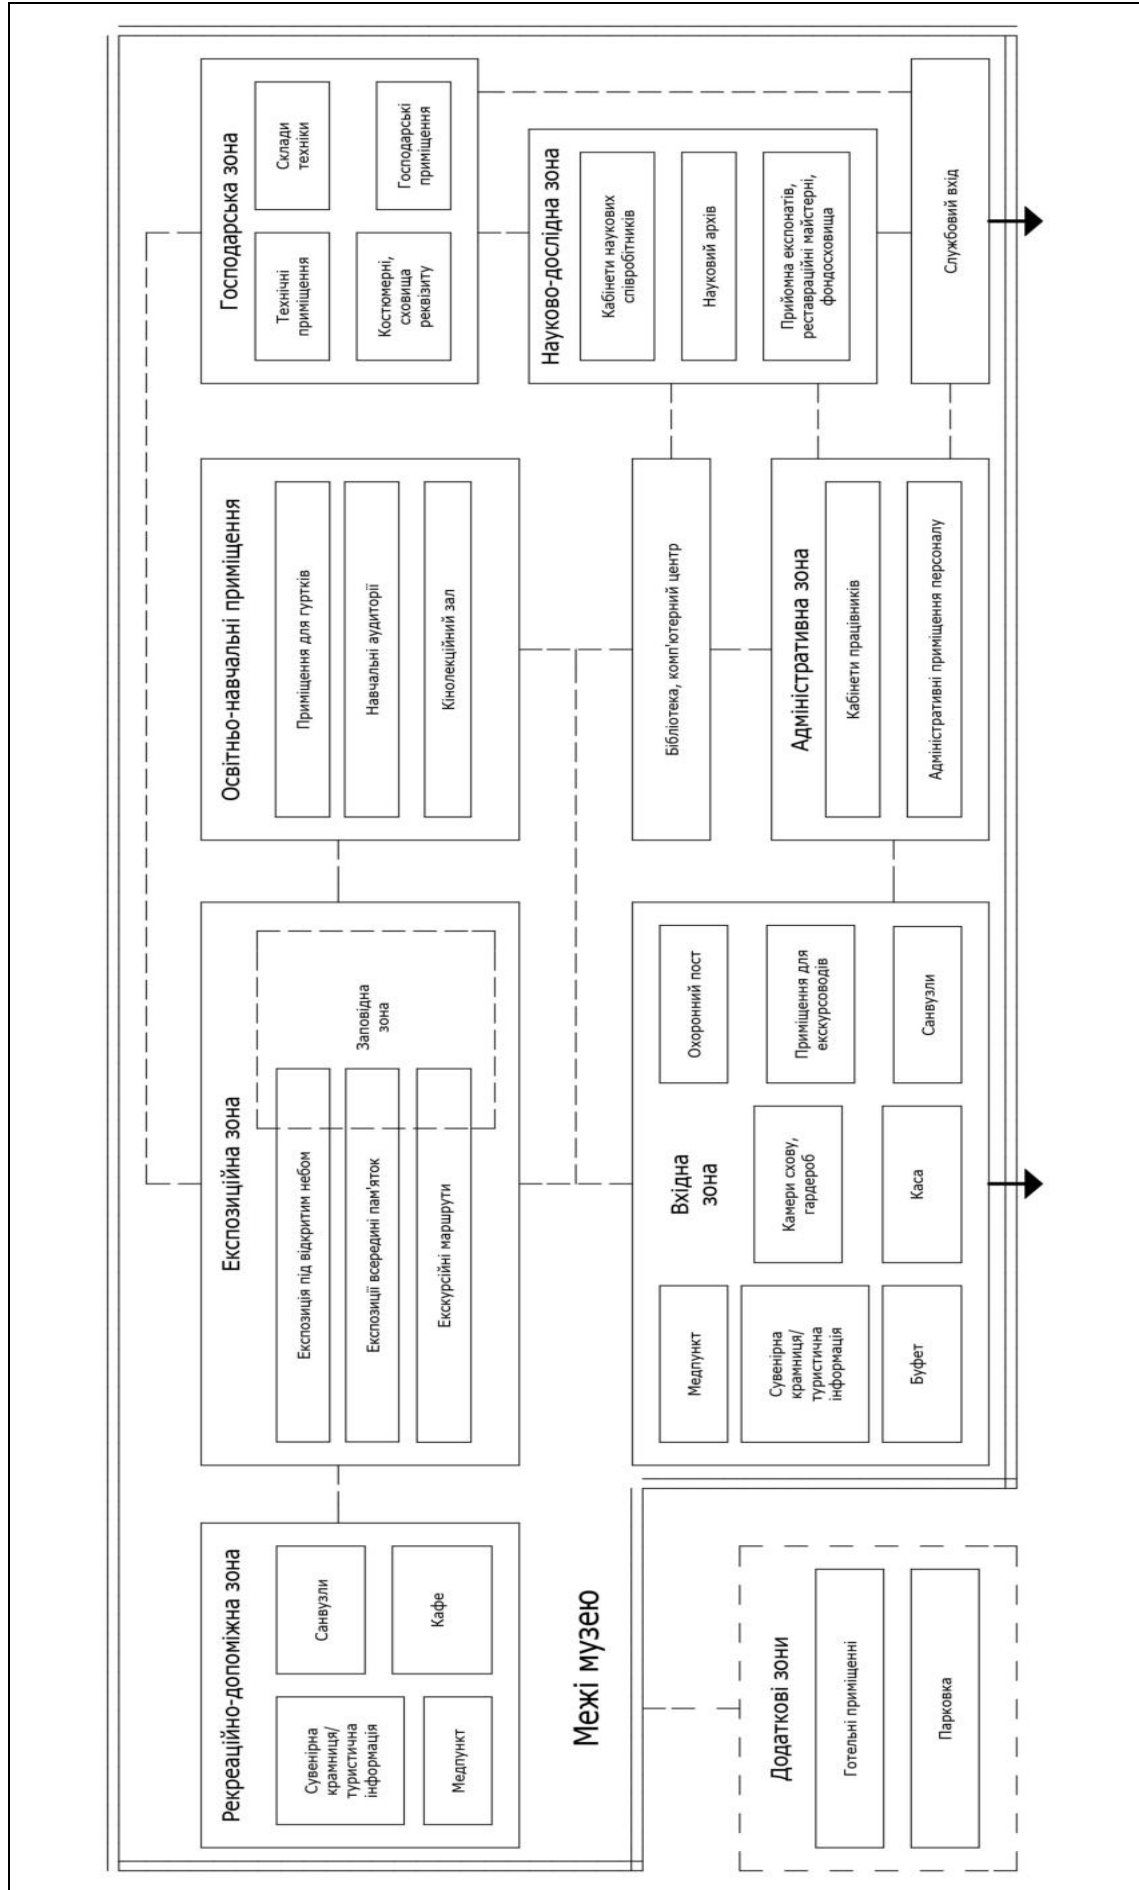 Рекреаційно-допоміжна зона
Сувенірна
крамниця/
туристична
інформація
Санвузли
Медпункт
Кафе
Експозиційна зона
Експозиція під відкритим небом
Експозиції всередині пам'яток
Екскурсійні маршрути
Заповідна
зона
Освітньо-навчальні приміщення
Приміщення для гуртків
Навчальні аудиторії
Кінолекційний зал
Господарська зона
Технічні
приміщення
Склади
техніки
Костюмерні,
сховища
реквізиту
Господарські
приміщення
Науково-дослідна зона
Кабінети наукових
співробітників
Науковий архів
Прийомна експонатів,
реставраційні майстерні,
фондосховища
Межі музею
Вхідна
зона
Медпункт
Охоронний пост
Сувенірна
крамниця/
туристична
інформація
Камери схову,
гардероб
Приміщення для
екскурсоводів
Буфет
Каса
Санвузли
Бібліотека, комп'ютерний центр
Адміністративна зона
Кабінети працівників
Адміністративні приміщення персоналу
Службовий вхід
Додаткові зони
Готельні приміщенні
Парковка